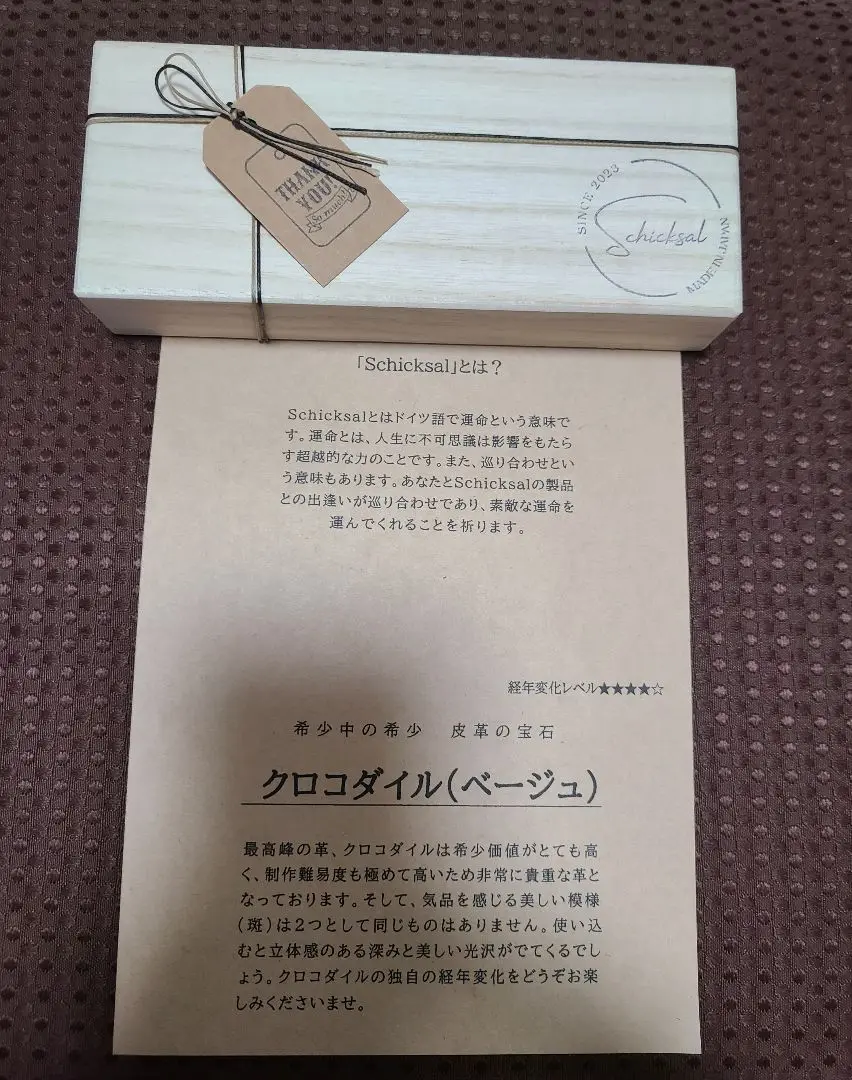 THANK
YOU!
So much!
SINCE 2023
Schicksal
MADE IN JAPAN
「Schicksal」とは？
Schicksalとはドイツ語で運命という意味で
す。運命とは、人生に不可思議は影響をもたら
す超越的な力のことです。また、巡り合わせとい
う意味もあります。あなたとSchicksalの製品
との出逢いが巡り合わせであり、素敵な運命を
運んでくれることを祈ります。
経年変化レベル★★★★☆
希少中の希少　皮革の宝石
クロコダイル(ベージュ)
最高峰の革、クロコダイルは希少価値がとても高
く、制作難易度も極めて高いため非常に貴重な革と
なっております。そして、気品を感じる美しい模様
(斑)は2つとして同じものはありません。使い込
むと立体感のある深みと美しい光沢がでてくるでし
ょう。クロコダイルの独自の経年変化をどうぞお楽
しみくださいませ。